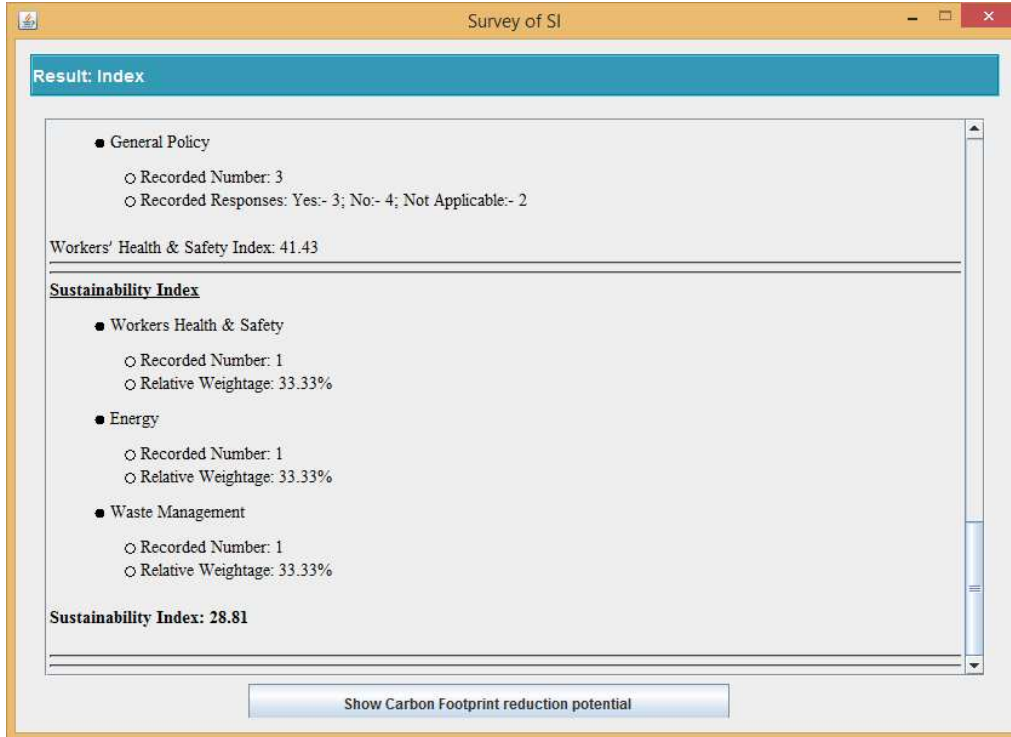 Survey of SI
Result: Index
General Policy
Recorded Number: 3
Recorded Responses: Yes:- 3; No:- 4; Not Applicable:- 2
Workers' Health & Safety Index: 41.43
Sustainability Index
Workers Health & Safety
Recorded Number: 1
Relative Weightage: 33.33%
Energy
Recorded Number: 1
Relative Weightage: 33.33%
Waste Management
Recorded Number: 1
Relative Weightage: 33.33%
Sustainability Index: 28.81
Show Carbon Footprint reduction potential